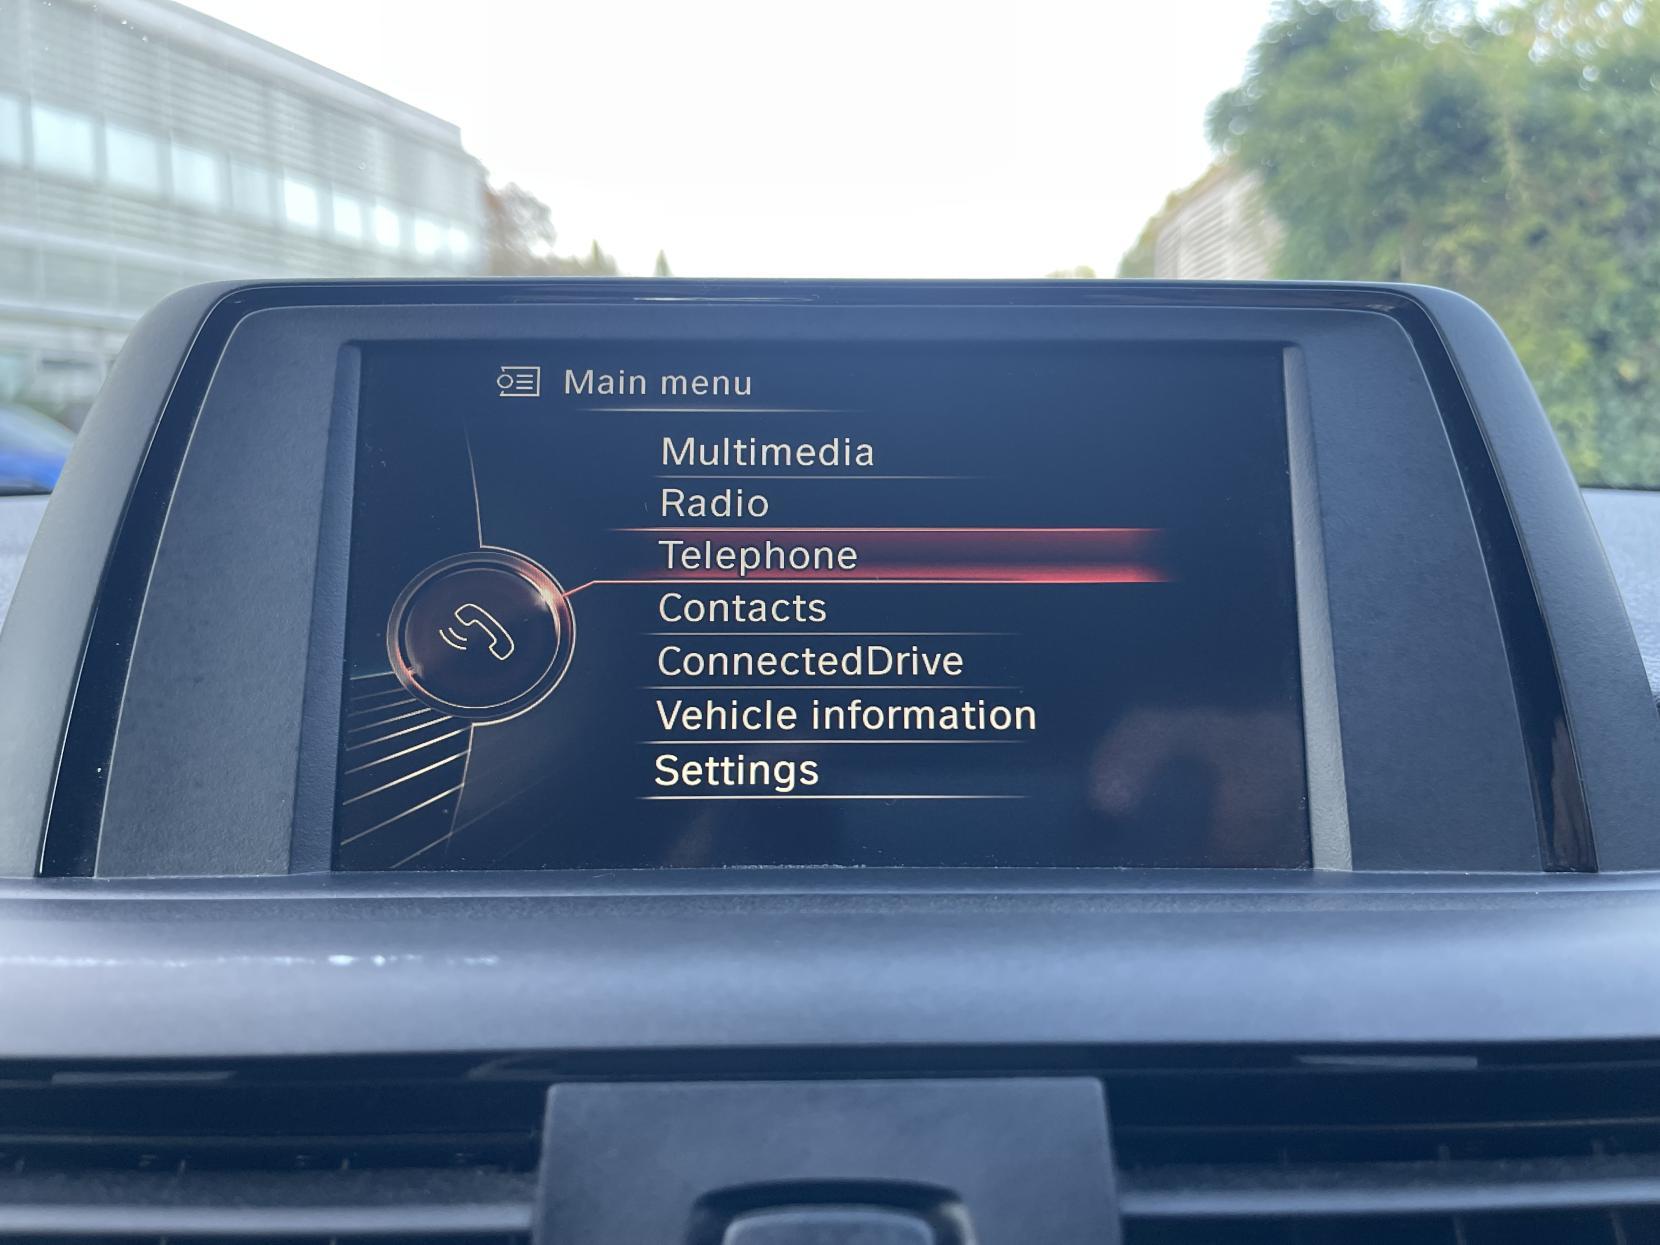 Main menu
Multimedia
Radio
Telephone
Contacts
ConnectedDrive
Vehicle information
Settings